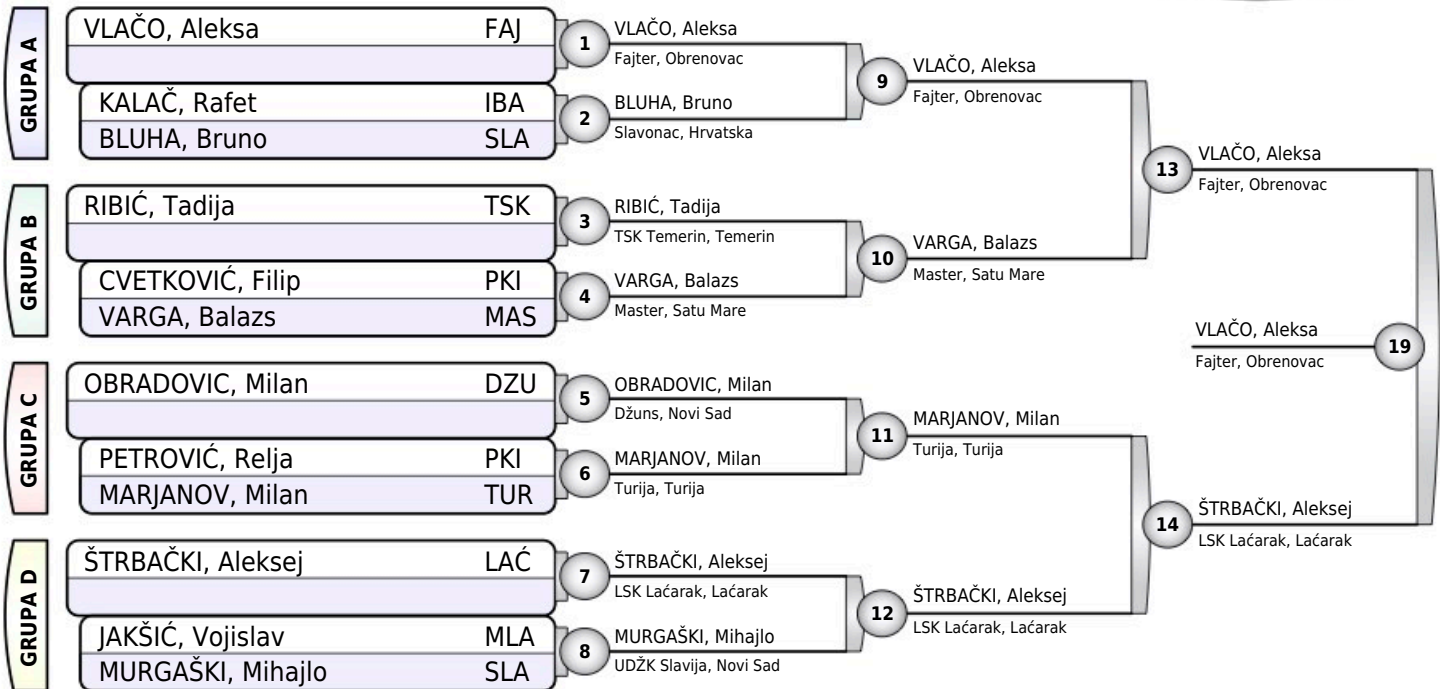 GRUPA A
VLAČO, Aleksa FAJ
KALAČ, Rafet IBA
BLUHA, Bruno SLA
GRUPA B
RIBIĆ, Tadija TSK
CVETKOVIĆ, Filip PKI
VARGA, Balazs MAS
GRUPA C
OBRADOVIC, Milan DZU
PETROVIĆ, Relja PKI
MARJANOV, Milan TUR
GRUPA D
ŠTRBAČKI, Aleksej LAĆ
JAKŠIĆ, Vojislav MLA
MURGAŠKI, Mihajlo SLA
1
VLAČO, Aleksa
Fajter, Obrenovac
2
BLUHA, Bruno
Slavonac, Hrvatska
3
RIBIĆ, Tadija
TSK Temerin, Temerin
4
VARGA, Balazs
Master, Satu Mare
5
OBRADOVIC, Milan
Džuns, Novi Sad
6
MARJANOV, Milan
Turija, Turija
7
ŠTRBAČKI, Aleksej
LSK Laćarak, Laćarak
8
MURGAŠKI, Mihajlo
UDŽK Slavija, Novi Sad
9
VLAČO, Aleksa
Fajter, Obrenovac
10
VARGA, Balazs
Master, Satu Mare
11
MARJANOV, Milan
Turija, Turija
12
ŠTRBAČKI, Aleksej
LSK Laćarak, Laćarak
13
VLAČO, Aleksa
Fajter, Obrenovac
14
ŠTRBAČKI, Aleksej
LSK Laćarak, Laćarak
VLAČO, Aleksa
Fajter, Obrenovac
19